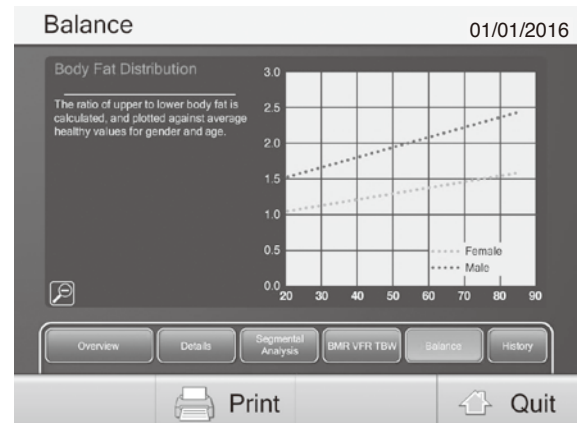 Balance
01/01/2016
Body Fat Distribution
The ratio of upper to lower body fat is
calculated, and plotted against average
healthy values for gender and age.
3.0
2.5
2.0
1.5
1.0
0.5
0.0
Female
Male
20 30 40 50 60 70 80 90
Overview
Details
Segmental
Analysis
BMR VFR TBW
Balance
History
Print
Quit